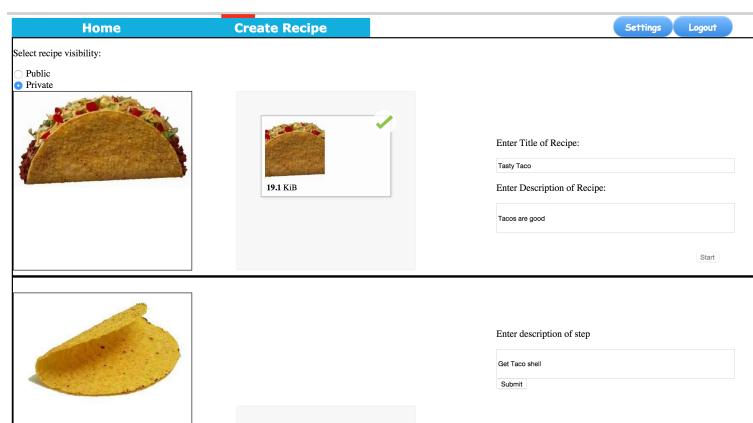 Home
Create Recipe
Settings
Logout
Select recipe visibility:
Public
Private
19.1 KiB
Enter Title of Recipe:
Tasty Taco
Enter Description of Recipe:
Tacos are good
Start
Enter description of step
Get Taco shell
Submit